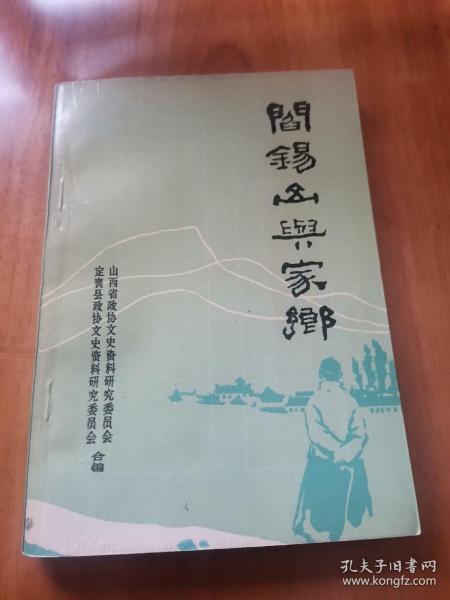 閻錫山與家鄉
山西省政协文史资料研究委员会
定襄县政协文史资料研究委员会
合编
孔夫子旧书网
www.kongfz.com